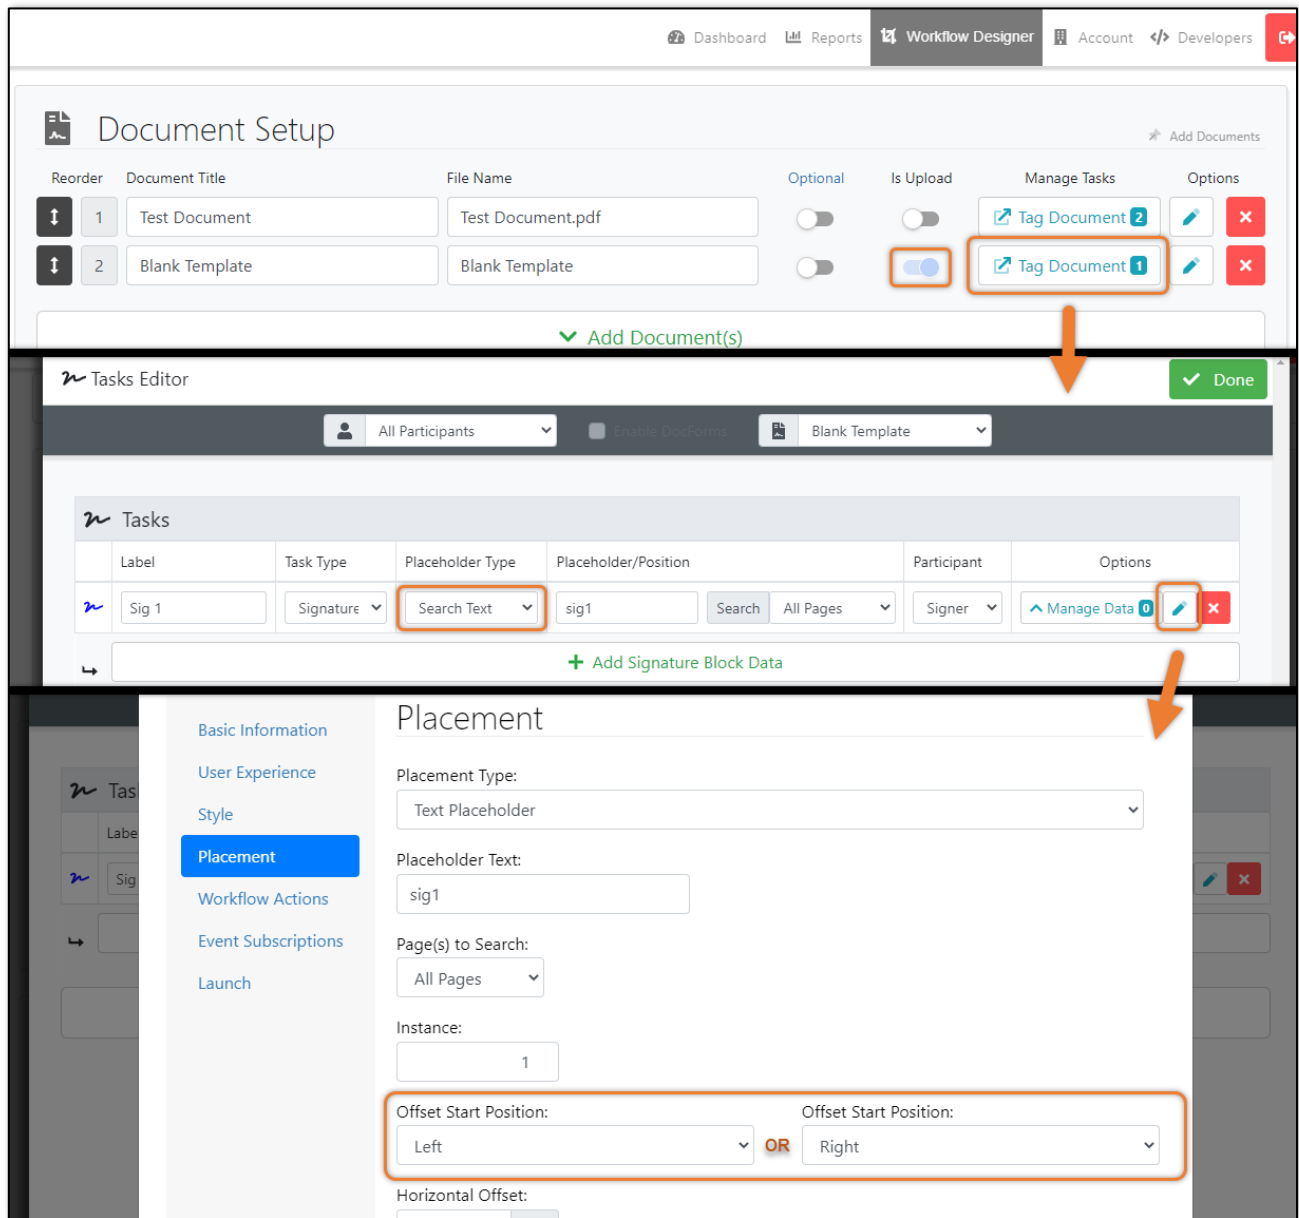 Dashboard Reports Workflow Designer Account Developers
Document Setup
Add Documents
Reorder Document Title File Name Optional Is Upload Manage Tasks Options
1 Test Document Test Document.pdf Tag Document 2
2 Blank Template Blank Template Tag Document 1
Add Document(s)
Tasks Editor Done
All Participants Enable DocForms Blank Template
Tasks
Label Task Type Placeholder Type Placeholder/Position Participant Options
Sig 1 Signature Search Text sig1 Search All Pages Signer Manage Data 0
Add Signature Block Data
Placement
Basic Information
User Experience
Style
Placement
Workflow Actions
Event Subscriptions
Launch
Placement Type:
Text Placeholder
Placeholder Text:
sig1
Page(s) to Search:
All Pages
Instance:
1
Offset Start Position: Offset Start Position:
Left OR Right
Horizontal Offset:
Tas
Labe
Sig